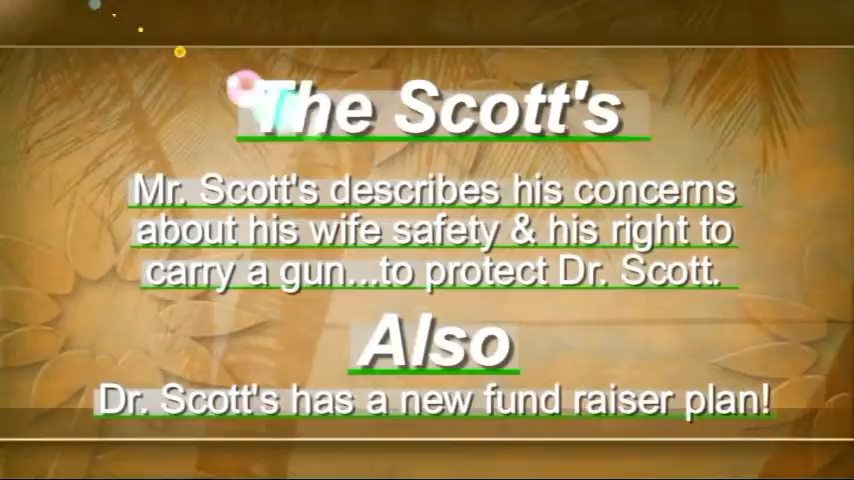 The Scott's
Mr. Scott's describes his concerns
about his wife safety & his right to
carry a gun...to protect Dr. Scott.
Also
Dr. Scott's has a new fund raiser plan!